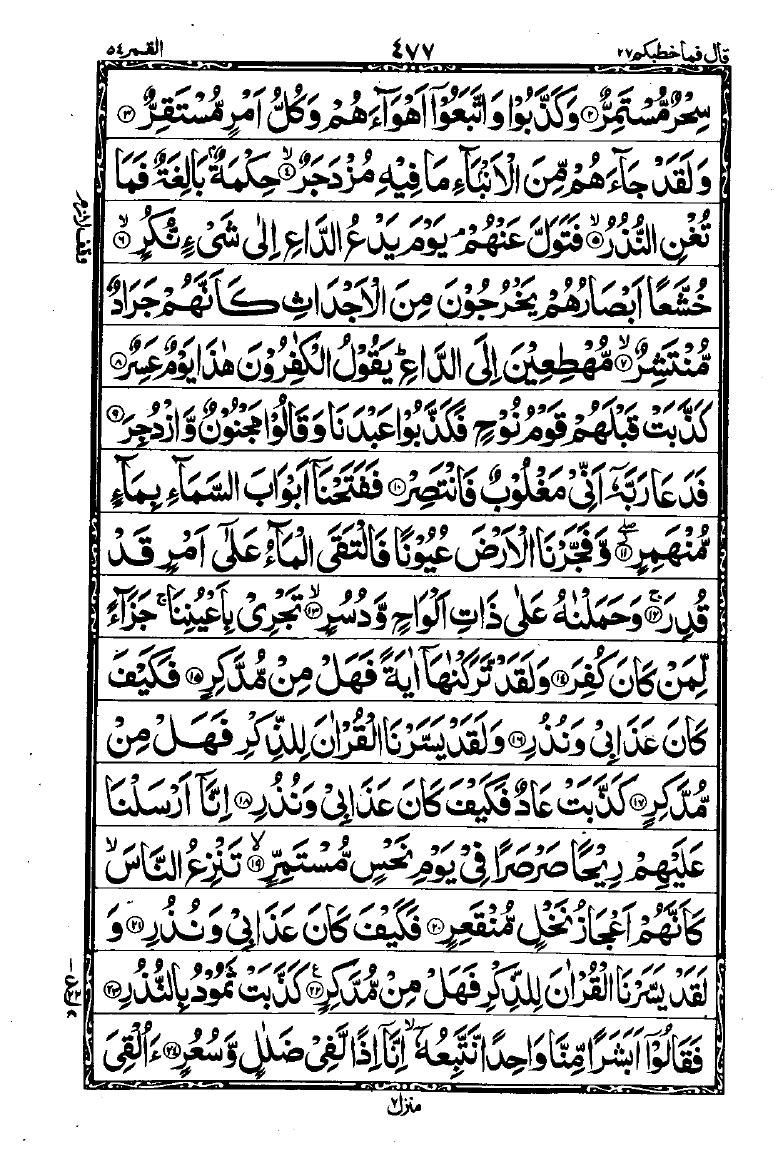 قال فما خطبكم ٢٧ ٤٧٧ القمر ٥٤
سِحْرٌ مُّسْتَمِرٌّ ۝٢ وَكَذَّبُوْا وَاتَّبَعُوْۤا اَهْوَآءَهُمْ وَكُلُّ اَمْرٍ مُّسْتَقِرٌّ ۝٣
وَلَقَدْ جَآءَهُمْ مِّنَ الْاَنْۢبَآءِ مَا فِيْهِ مُزْدَجَرٌ ۙ۝٤ حِكْمَةٌۢ بَالِغَةٌ فَمَا
تُغْنِ النُّذُرُ ۙ۝٥ فَتَوَلَّ عَنْهُمْ ۘ يَوْمَ يَدْعُ الدَّاعِ اِلٰى شَىْءٍ نُّكُرٍ ۙ۝٦
وقف لازم
خُشَّعًا اَبْصَارُهُمْ يَخْرُجُوْنَ مِنَ الْاَجْدَاثِ كَاَنَّهُمْ جَرَادٌ
مُّنْتَشِرٌ ۙ۝٧ مُّهْطِعِيْنَ اِلَى الدَّاعِ ؕ يَقُوْلُ الْكٰفِرُوْنَ هٰذَا يَوْمٌ عَسِرٌ ۝٨
كَذَّبَتْ قَبْلَهُمْ قَوْمُ نُوْحٍ فَكَذَّبُوْا عَبْدَنَا وَقَالُوْا مَجْنُوْنٌ وَّازْدُجِرَ ۝٩
فَدَعَا رَبَّهٗۤ اَنِّىْ مَغْلُوْبٌ فَانْتَصِرْ ۝١٠ فَفَتَحْنَاۤ اَبْوَابَ السَّمَآءِ بِمَآءٍ
مُّنْهَمِرٍ ۖ۝١١ وَّفَجَّرْنَا الْاَرْضَ عُيُوْنًا فَالْتَقَى الْمَآءُ عَلٰۤى اَمْرٍ قَدْ
قُدِرَ ۚ۝١٢ وَحَمَلْنٰهُ عَلٰى ذَاتِ اَلْوَاحٍ وَّدُسُرٍ ۙ۝١٣ تَجْرِىْ بِاَعْيُنِنَا ۚ جَزَآءً
لِّمَنْ كَانَ كُفِرَ ۝١٤ وَلَقَدْ تَّرَكْنٰهَاۤ اٰيَةً فَهَلْ مِنْ مُّدَّكِرٍ ۝١٥ فَكَيْفَ
كَانَ عَذَابِىْ وَنُذُرِ ۝١٦ وَلَقَدْ يَسَّرْنَا الْقُرْاٰنَ لِلذِّكْرِ فَهَلْ مِنْ
مُّدَّكِرٍ ۝١٧ كَذَّبَتْ عَادٌ فَكَيْفَ كَانَ عَذَابِىْ وَنُذُرِ ۝١٨ اِنَّاۤ اَرْسَلْنَا
عَلَيْهِمْ رِيْحًا صَرْصَرًا فِىْ يَوْمِ نَحْسٍ مُّسْتَمِرٍّ ۙ۝١٩ تَنْزِعُ النَّاسَ ۙ
كَاَنَّهُمْ اَعْجَازُ نَخْلٍ مُّنْقَعِرٍ ۝٢٠ فَكَيْفَ كَانَ عَذَابِىْ وَنُذُرِ ۝٢١ وَ
لَقَدْ يَسَّرْنَا الْقُرْاٰنَ لِلذِّكْرِ فَهَلْ مِنْ مُّدَّكِرٍ ۝٢٢ كَذَّبَتْ ثَمُوْدُ بِالنُّذُرِ ۝٢٣
فَقَالُوْۤا اَبَشَرًا مِّنَّا وَاحِدًا نَّتَّبِعُهٗۤ ۙ اِنَّاۤ اِذًا لَّفِىْ ضَلٰلٍ وَّسُعُرٍ ۝٢٤ ءَاُلْقِىَ
منزل ٧